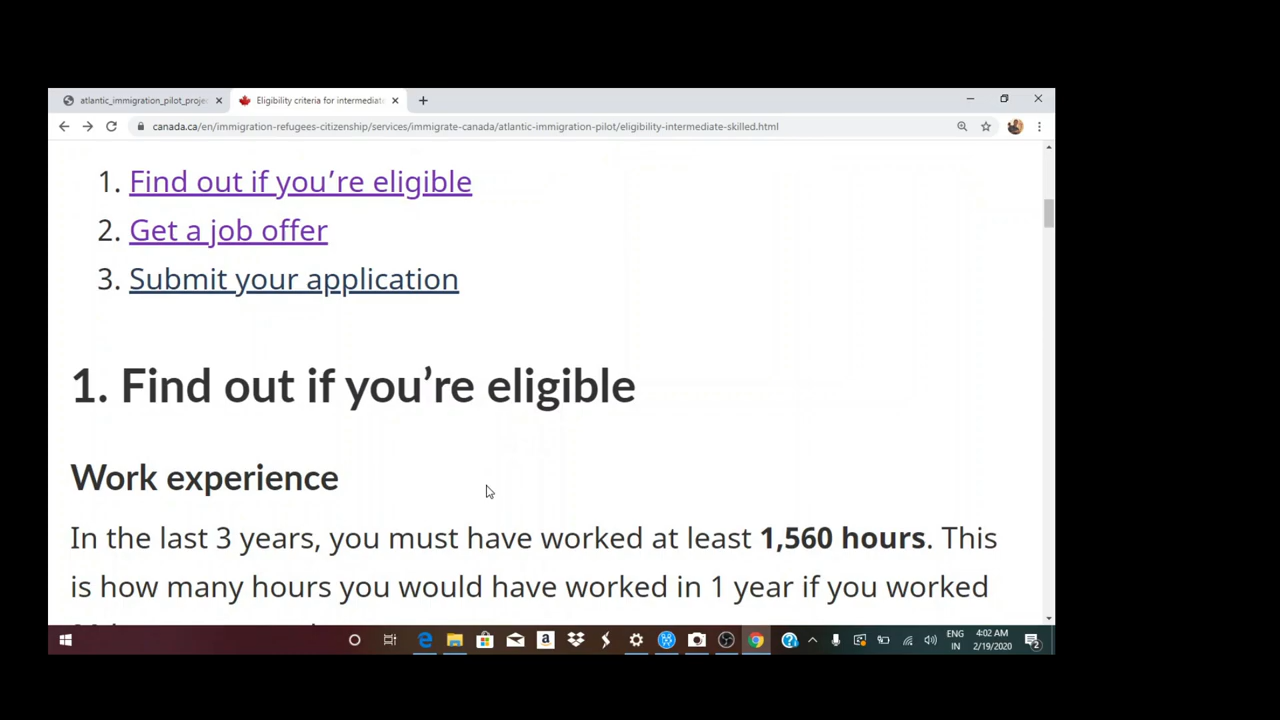 atlantic_immigration_pilot_projec
Eligibility criteria for intermediate
canada.ca/en/immigration-refugees-citizenship/services/immigrate-canada/atlantic-immigration-pilot/eligibility-intermediate-skilled.html
1. Find out if you're eligible
2. Get a job offer
3. Submit your application
1. Find out if you're eligible
Work experience
In the last 3 years, you must have worked at least 1,560 hours. This
is how many hours you would have worked in 1 year if you worked
ENG
IN
4:02 AM
2/19/2020
2